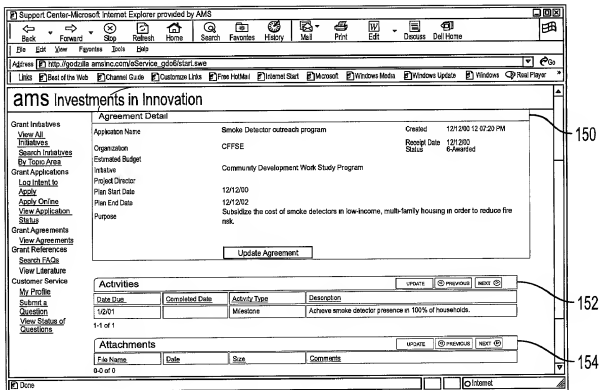 Support Center-Microsoft Internet Explorer provided by AMS
Back Forward Stop Refresh Home Search Favorites History Mail Print Edit Discuss Dell Home
File Edit View Favorites Tools Help
Address http://godzilla amsinc.com/eService_gdo6/start.swe Go
Links Best of the Web Channel Guide Customize Links Free HotMail Internet Start Microsoft Windows Media Windows Update Windows Real Player
ams Investments in Innovation
Grant Initiatives
View All
Initiatives
Search Initiatives
By Topic Area
Grant Applications
Log Intent to
Apply
Apply Online
View Application
Status
Grant Agreements
View Agreements
Grant References
Search FAQs
View Literature
Customer Service
My Profile
Submit a
Question
View Status of
Questions
Agreement Detail
Application Name Smoke Detector outreach program Created 12/12/00 12 07:20 PM
Organization CFFSE Receipt Date 12/12/00
Status 6-Awarded
Estimated Budget
Initiative Community Development Work Study Program
Project Director
Plan Start Date 12/12/00
Plan End Date 12/12/02
Purpose Subsidize the cost of smoke detectors in low-income, multi-family housing in order to reduce fire
risk.
Update Agreement
150
Activities UPDATE PREVIOUS NEXT
Date Due Completed Date Activity Type Description
1/2/01 Milestone Achieve smoke detector presence in 100% of households.
1-1 of 1
152
Attachments UPDATE PREVIOUS NEXT
File Name Date Size Comments
0-0 of 0
154
Done Internet